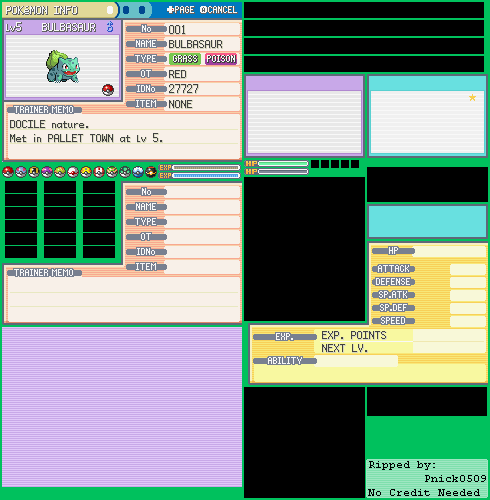 POKéMON INFO
PAGE CANCEL
Lv5 BULBASAUR ♂
No 001
NAME BULBASAUR
TYPE GRASS POISON
OT RED
IDNo 27727
ITEM NONE
TRAINER MEMO
DOCILE nature.
Met in PALLET TOWN at Lv 5.
EXP
EXP
HP
HP
No
NAME
TYPE
OT
IDNo
ITEM
TRAINER MEMO
HP
ATTACK
DEFENSE
SP.ATK
SP.DEF
SPEED
EXP. EXP. POINTS
NEXT LV.
ABILITY
Ripped by:
Pnick0509
No Credit Needed